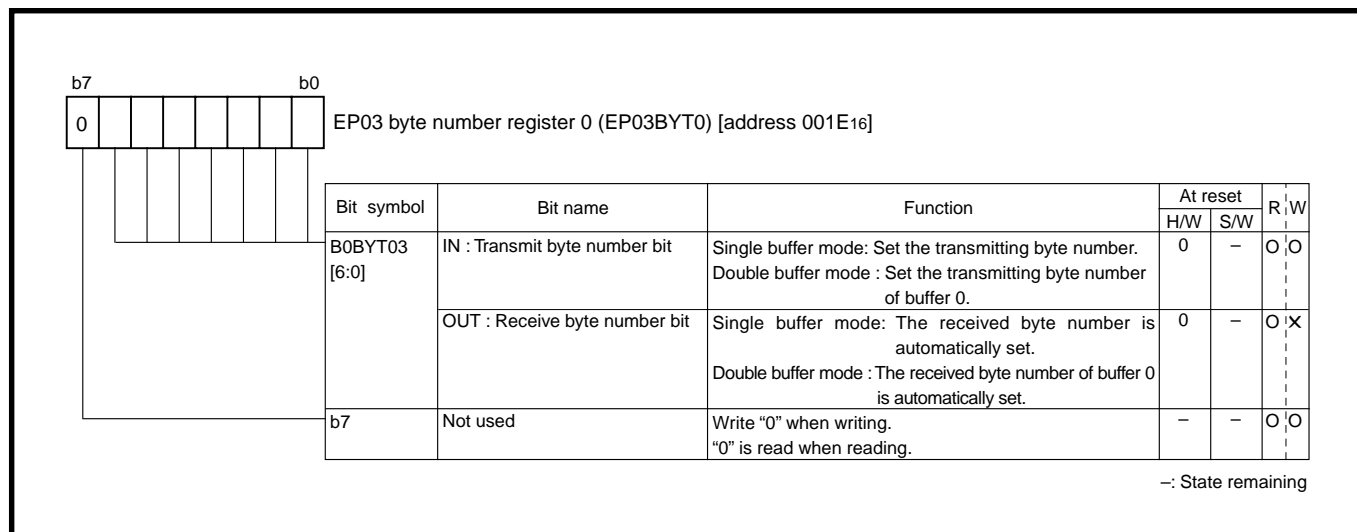 b7 b0
0 EP03 byte number register 0 (EP03BYT0) [address 001E16]
Bit symbol Bit name Function At reset R W
H/W S/W
B0BYT03 IN : Transmit byte number bit Single buffer mode: Set the transmitting byte number. 0 – O O
[6:0] Double buffer mode : Set the transmitting byte number
of buffer 0.
OUT : Receive byte number bit Single buffer mode: The received byte number is 0 – O ×
automatically set.
Double buffer mode : The received byte number of buffer 0
is automatically set.
b7 Not used Write “0” when writing. – – O O
“0” is read when reading.
–: State remaining